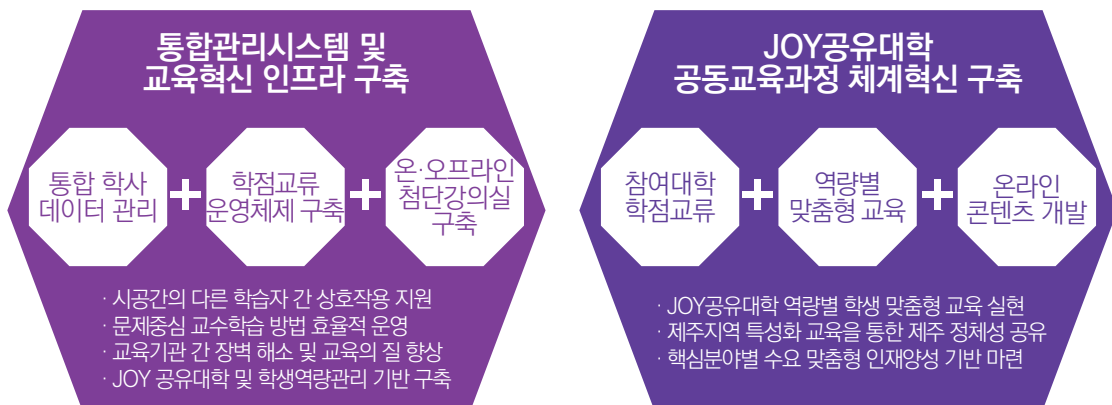 통합관리시스템 및
교육혁신 인프라 구축
통합 학사
데이터 관리
학점교류
운영체제 구축
온·오프라인
첨단강의실
구축
· 시공간의 다른 학습자 간 상호작용 지원
· 문제중심 교수학습 방법 효율적 운영
· 교육기관 간 장벽 해소 및 교육의 질 향상
· JOY 공유대학 및 학생역량관리 기반 구축
JOY공유대학
공동교육과정 체계혁신 구축
참여대학
학점교류
역량별
맞춤형 교육
온라인
콘텐츠 개발
· JOY공유대학 역량별 학생 맞춤형 교육 실현
· 제주지역 특성화 교육을 통한 제주 정체성 공유
· 핵심분야별 수요 맞춤형 인재양성 기반 마련